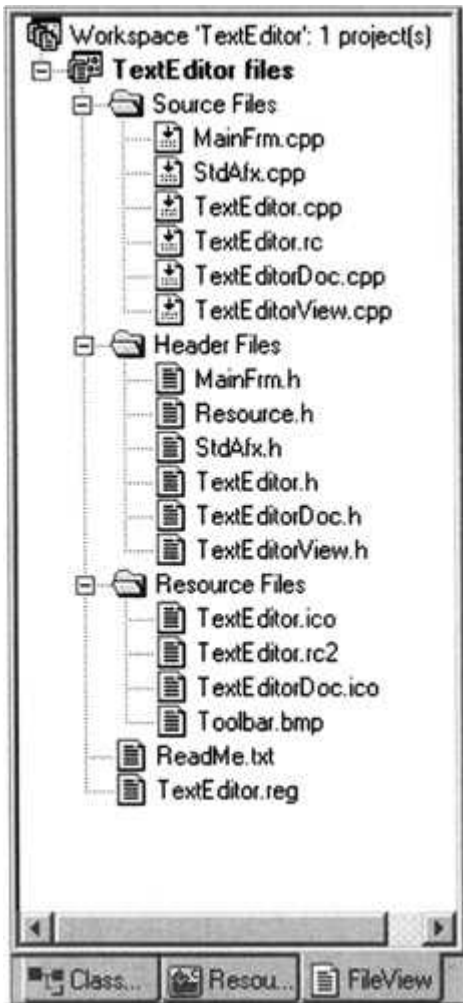 Workspace 'TextEditor': 1 project(s)
TextEditor files
Source Files
MainFrm.cpp
StdAfx.cpp
TextEditor.cpp
TextEditor.rc
TextEditorDoc.cpp
TextEditorView.cpp
Header Files
MainFrm.h
Resource.h
StdAfx.h
TextEditor.h
TextEditorDoc.h
TextEditorView.h
Resource Files
TextEditor.ico
TextEditor.rc2
TextEditorDoc.ico
Toolbar.bmp
ReadMe.txt
TextEditor.reg
Class... Resou... FileView